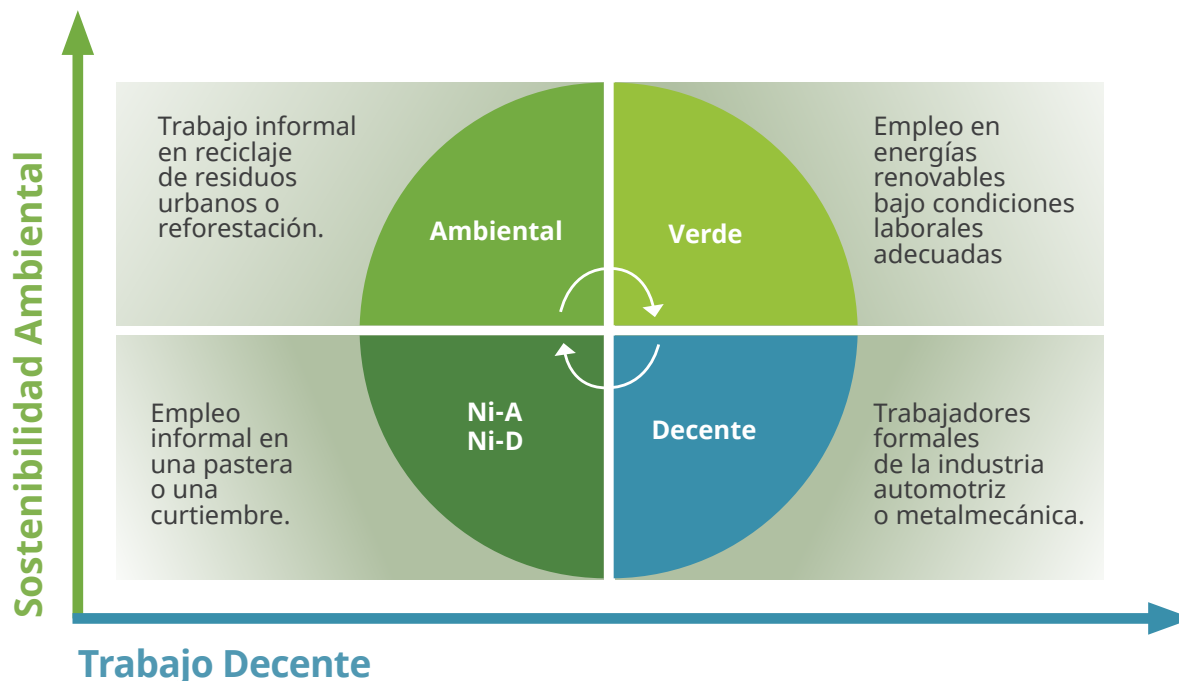 Sostenibilidad Ambiental
Trabajo informal
en reciclaje
de residuos
urbanos o
reforestación.
Ambiental
Verde
Empleo en
energías
renovables
bajo condiciones
laborales
adecuadas
Empleo
informal en
una pastera
o una
curtiembre.
Ni-A
Ni-D
Decente
Trabajadores
formales
de la industria
automotriz
o metalmecánica.
Trabajo Decente